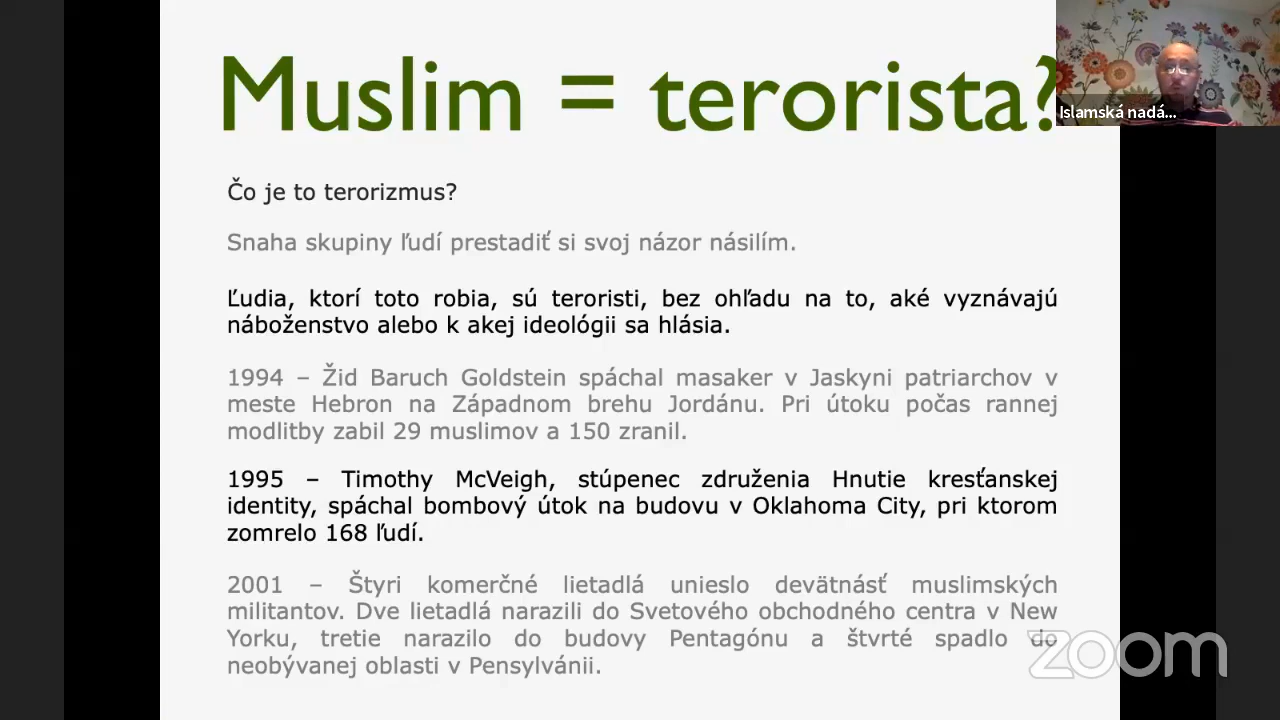 Muslim = terorista?
Islamská nadá...
Čo je to terorizmus?
Snaha skupiny ľudí prestadiť si svoj názor násilím.
Ľudia, ktorí toto robia, sú teroristi, bez ohľadu na to, aké vyznávajú
náboženstvo alebo k akej ideológii sa hlásia.
1994 – Žid Baruch Goldstein spáchal masaker v Jaskyni patriarchov v
meste Hebron na Západnom brehu Jordánu. Pri útoku počas rannej
modlitby zabil 29 muslimov a 150 zranil.
1995 – Timothy McVeigh, stúpenec združenia Hnutie kresťanskej
identity, spáchal bombový útok na budovu v Oklahoma City, pri ktorom
zomrelo 168 ľudí.
2001 – Štyri komerčné lietadlá unieslo devätnásť muslimských
militantov. Dve lietadlá narazili do Svetového obchodného centra v New
Yorku, tretie narazilo do budovy Pentagónu a štvrté spadlo do
neobývanej oblasti v Pensylvánii.
zoom